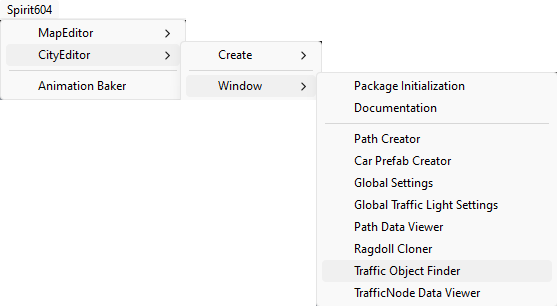 Spirit604
MapEditor
CityEditor
Animation Baker
Create
Window
Package Initialization
Documentation
Path Creator
Car Prefab Creator
Global Settings
Global Traffic Light Settings
Path Data Viewer
Ragdoll Cloner
Traffic Object Finder
TrafficNode Data Viewer